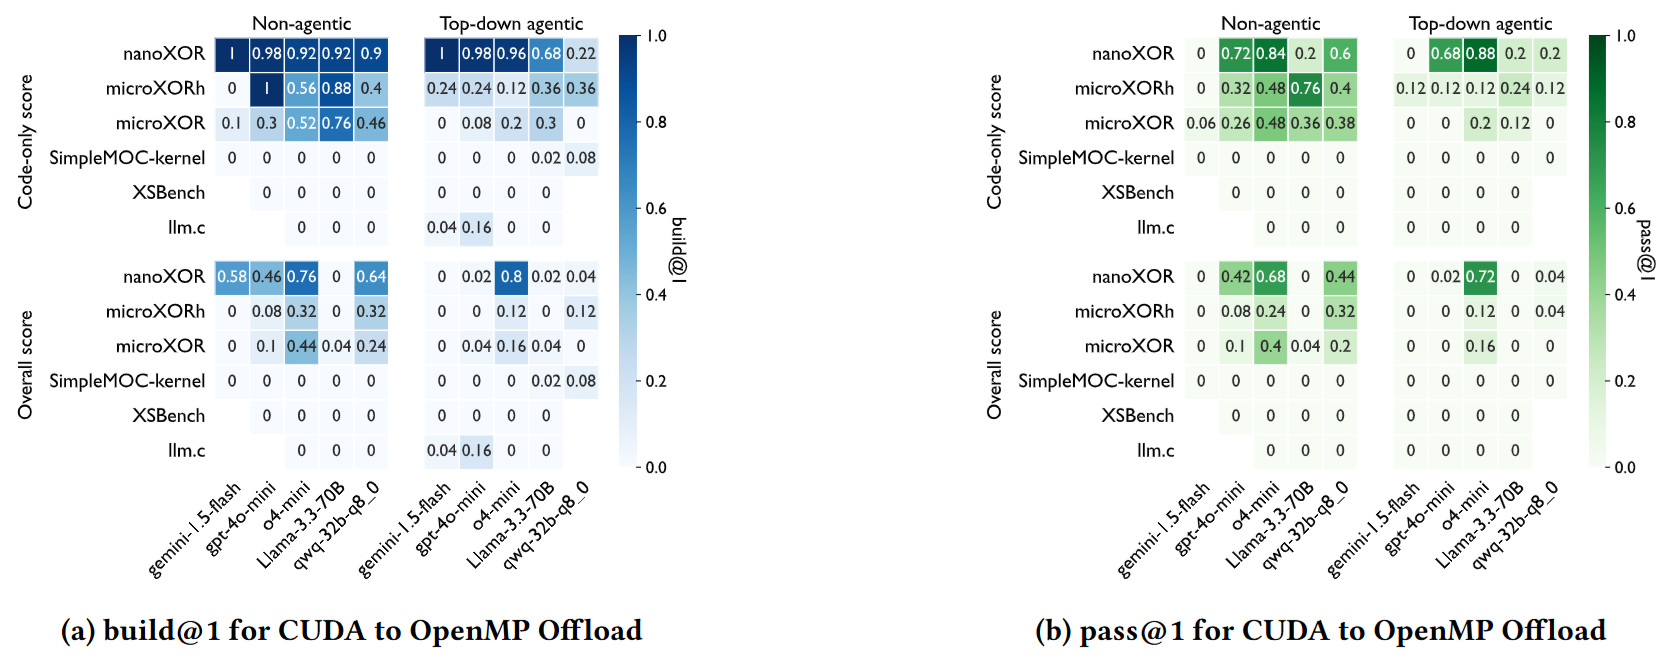 Non-agentic Top-down agentic
nanoXOR 1 0.98 0.92 0.92 0.9 1 0.98 0.96 0.68 0.22
microXORh 0 1 0.56 0.88 0.4 0.24 0.24 0.12 0.36 0.36
microXOR 0.1 0.3 0.52 0.76 0.46 0 0.08 0.2 0.3 0
SimpleMOC-kernel 0 0 0 0 0 0 0 0 0.02 0.08
XSBench 0 0 0 0 0 0 0 0
llm.c 0 0 0 0.04 0.16 0 0
Code-only score
nanoXOR 0.58 0.46 0.76 0 0.64 0 0.02 0.8 0.02 0.04
microXORh 0 0.08 0.32 0 0.32 0 0 0.12 0 0.12
microXOR 0 0.1 0.44 0.04 0.24 0 0.04 0.16 0.04 0
SimpleMOC-kernel 0 0 0 0 0 0 0 0 0.02 0.08
XSBench 0 0 0 0 0 0 0 0
llm.c 0 0 0 0.04 0.16 0 0
Overall score
gemini-1.5-flash gpt-4o-mini o4-mini Llama-3.3-70B qwq-32b-q8_0 gemini-1.5-flash gpt-4o-mini o4-mini Llama-3.3-70B qwq-32b-q8_0
1.0
0.8
0.6
0.4
0.2
0.0
build@1
(a) build@1 for CUDA to OpenMP Offload
Non-agentic Top-down agentic
nanoXOR 0 0.72 0.84 0.2 0.6 0 0.68 0.88 0.2 0.2
microXORh 0 0.32 0.48 0.76 0.4 0.12 0.12 0.12 0.24 0.12
microXOR 0.06 0.26 0.48 0.36 0.38 0 0 0.2 0.12 0
SimpleMOC-kernel 0 0 0 0 0 0 0 0 0 0
XSBench 0 0 0 0 0 0 0 0
llm.c 0 0 0 0 0 0 0
Code-only score
nanoXOR 0 0.42 0.68 0 0.44 0 0.02 0.72 0 0.04
microXORh 0 0.08 0.24 0 0.32 0 0 0.12 0 0.04
microXOR 0 0.1 0.4 0.04 0.2 0 0 0.16 0 0
SimpleMOC-kernel 0 0 0 0 0 0 0 0 0 0
XSBench 0 0 0 0 0 0 0 0
llm.c 0 0 0 0 0 0 0
Overall score
gemini-1.5-flash gpt-4o-mini o4-mini Llama-3.3-70B qwq-32b-q8_0 gemini-1.5-flash gpt-4o-mini o4-mini Llama-3.3-70B qwq-32b-q8_0
1.0
0.8
0.6
0.4
0.2
0.0
pass@1
(b) pass@1 for CUDA to OpenMP Offload